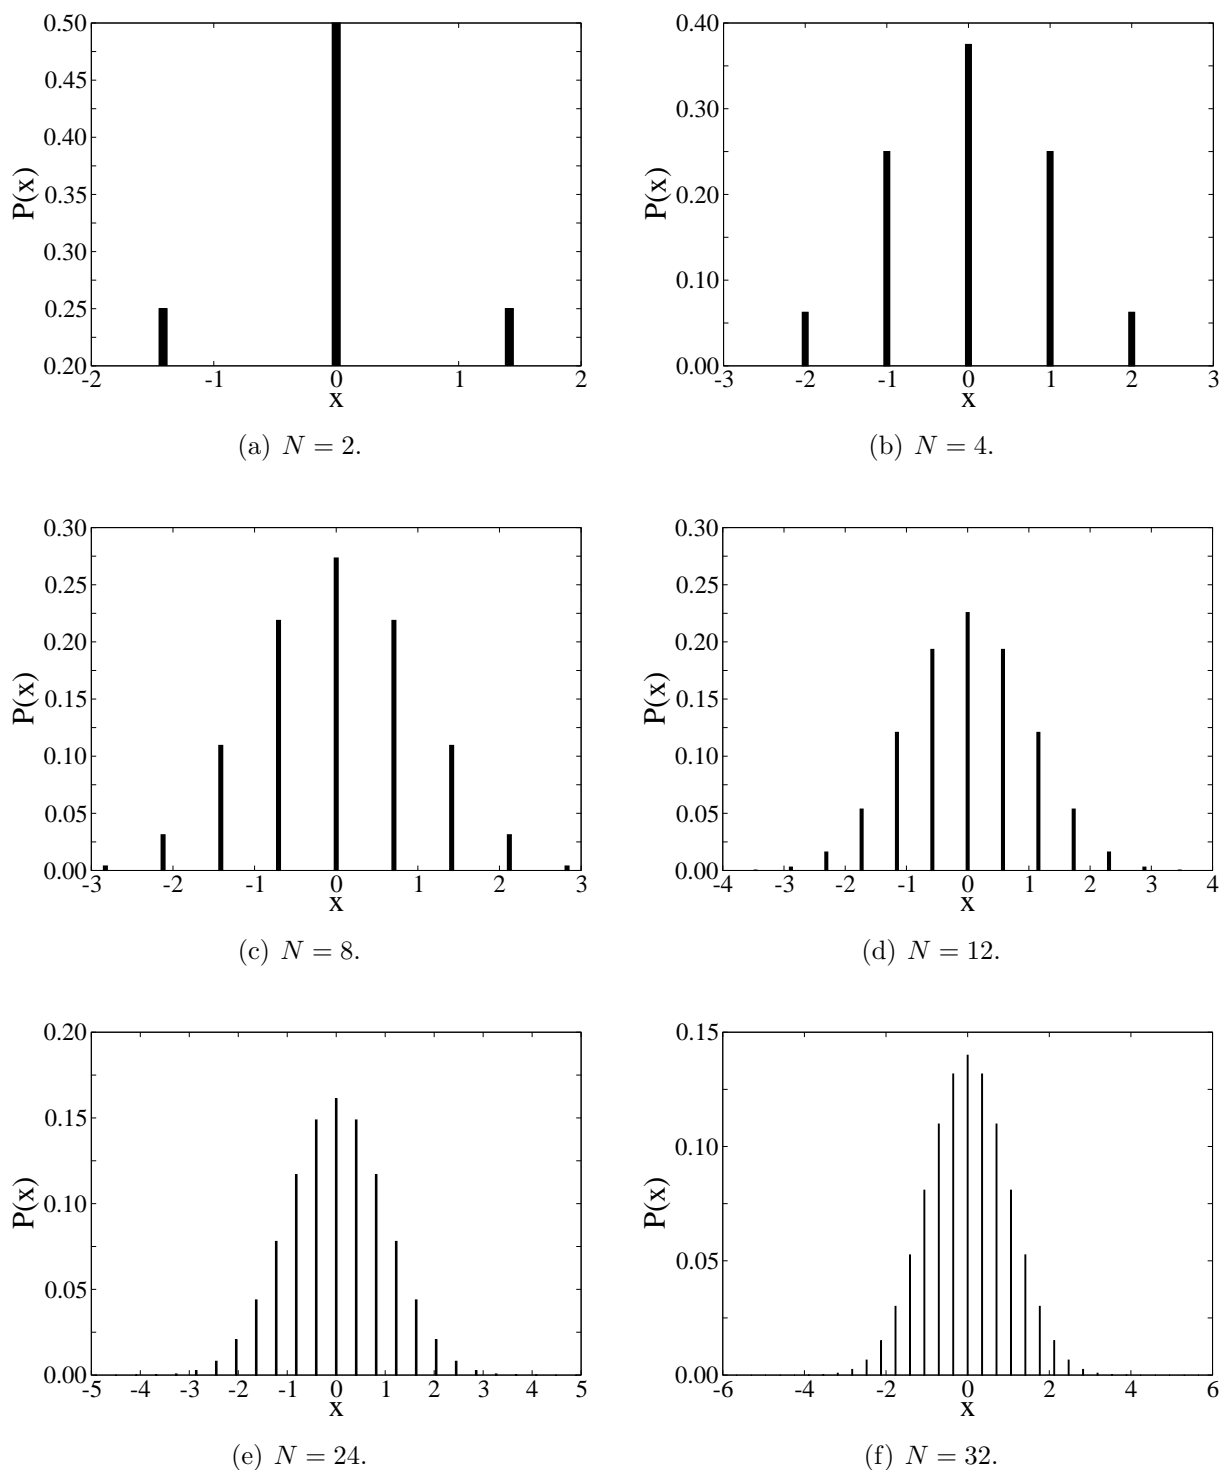 0.50
0.45
0.40
0.35
0.30
0.25
0.20
P(x)
-2 -1 0 1 2
x
(a) N = 2.
0.40
0.30
0.20
0.10
0.00
P(x)
-3 -2 -1 0 1 2 3
x
(b) N = 4.
0.30
0.25
0.20
0.15
0.10
0.05
0.00
P(x)
-3 -2 -1 0 1 2 3
x
(c) N = 8.
0.30
0.25
0.20
0.15
0.10
0.05
0.00
P(x)
-4 -3 -2 -1 0 1 2 3 4
x
(d) N = 12.
0.20
0.15
0.10
0.05
0.00
P(x)
-5 -4 -3 -2 -1 0 1 2 3 4 5
x
(e) N = 24.
0.15
0.10
0.05
0.00
P(x)
-6 -4 -2 0 2 4 6
x
(f) N = 32.